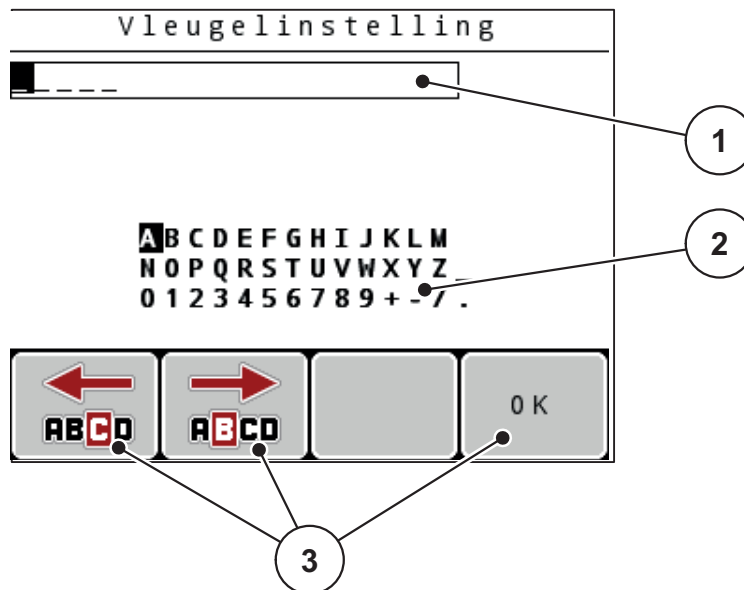 Vleugelinstelling
_ _ _ _
1
ABCDEFGHIJKLM
2
NOPQRSTUVWXYZ_
0123456789+-/.
ABCD
ABCD
OK
3